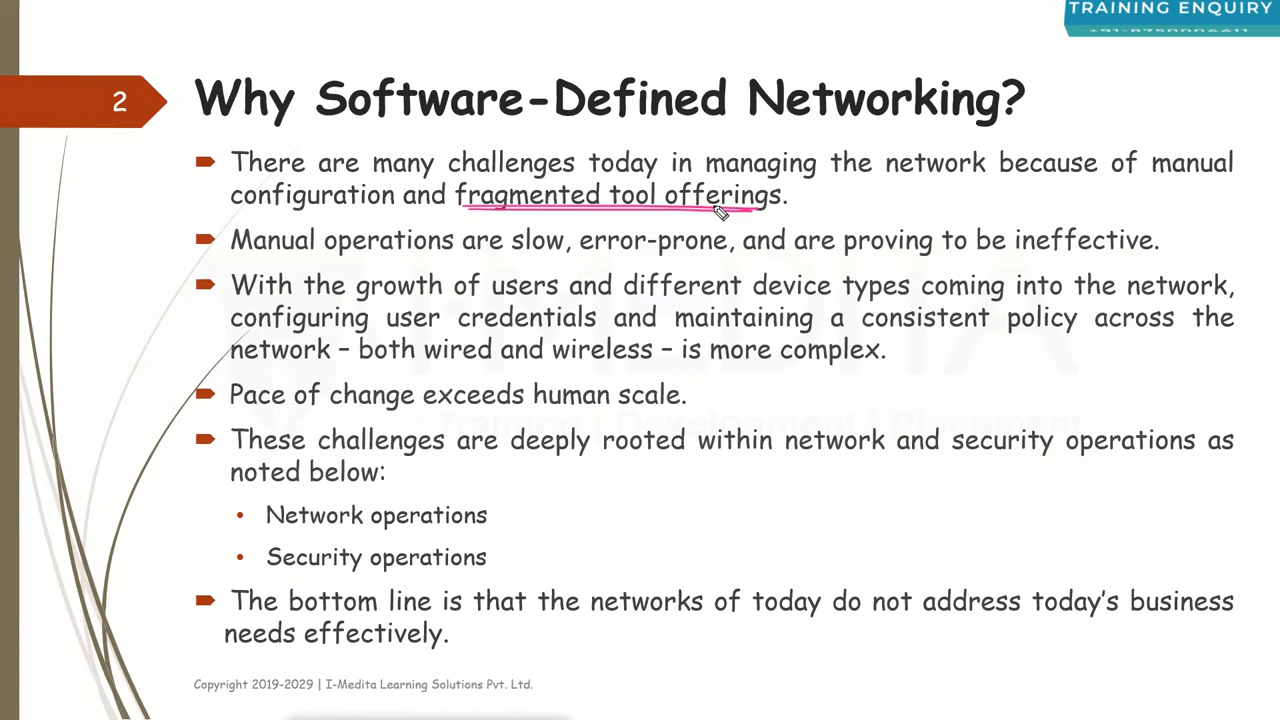 TRAINING ENQUIRY
2
Why Software-Defined Networking?
There are many challenges today in managing the network because of manual
configuration and fragmented tool offerings.
Manual operations are slow, error-prone, and are proving to be ineffective.
With the growth of users and different device types coming into the network,
configuring user credentials and maintaining a consistent policy across the
network – both wired and wireless – is more complex.
Pace of change exceeds human scale.
These challenges are deeply rooted within network and security operations as
noted below:
• Network operations
• Security operations
The bottom line is that the networks of today do not address today's business
needs effectively.
Copyright 2019-2029 | I-Medita Learning Solutions Pvt. Ltd.
I-MEDITA
Training | Development | Placement